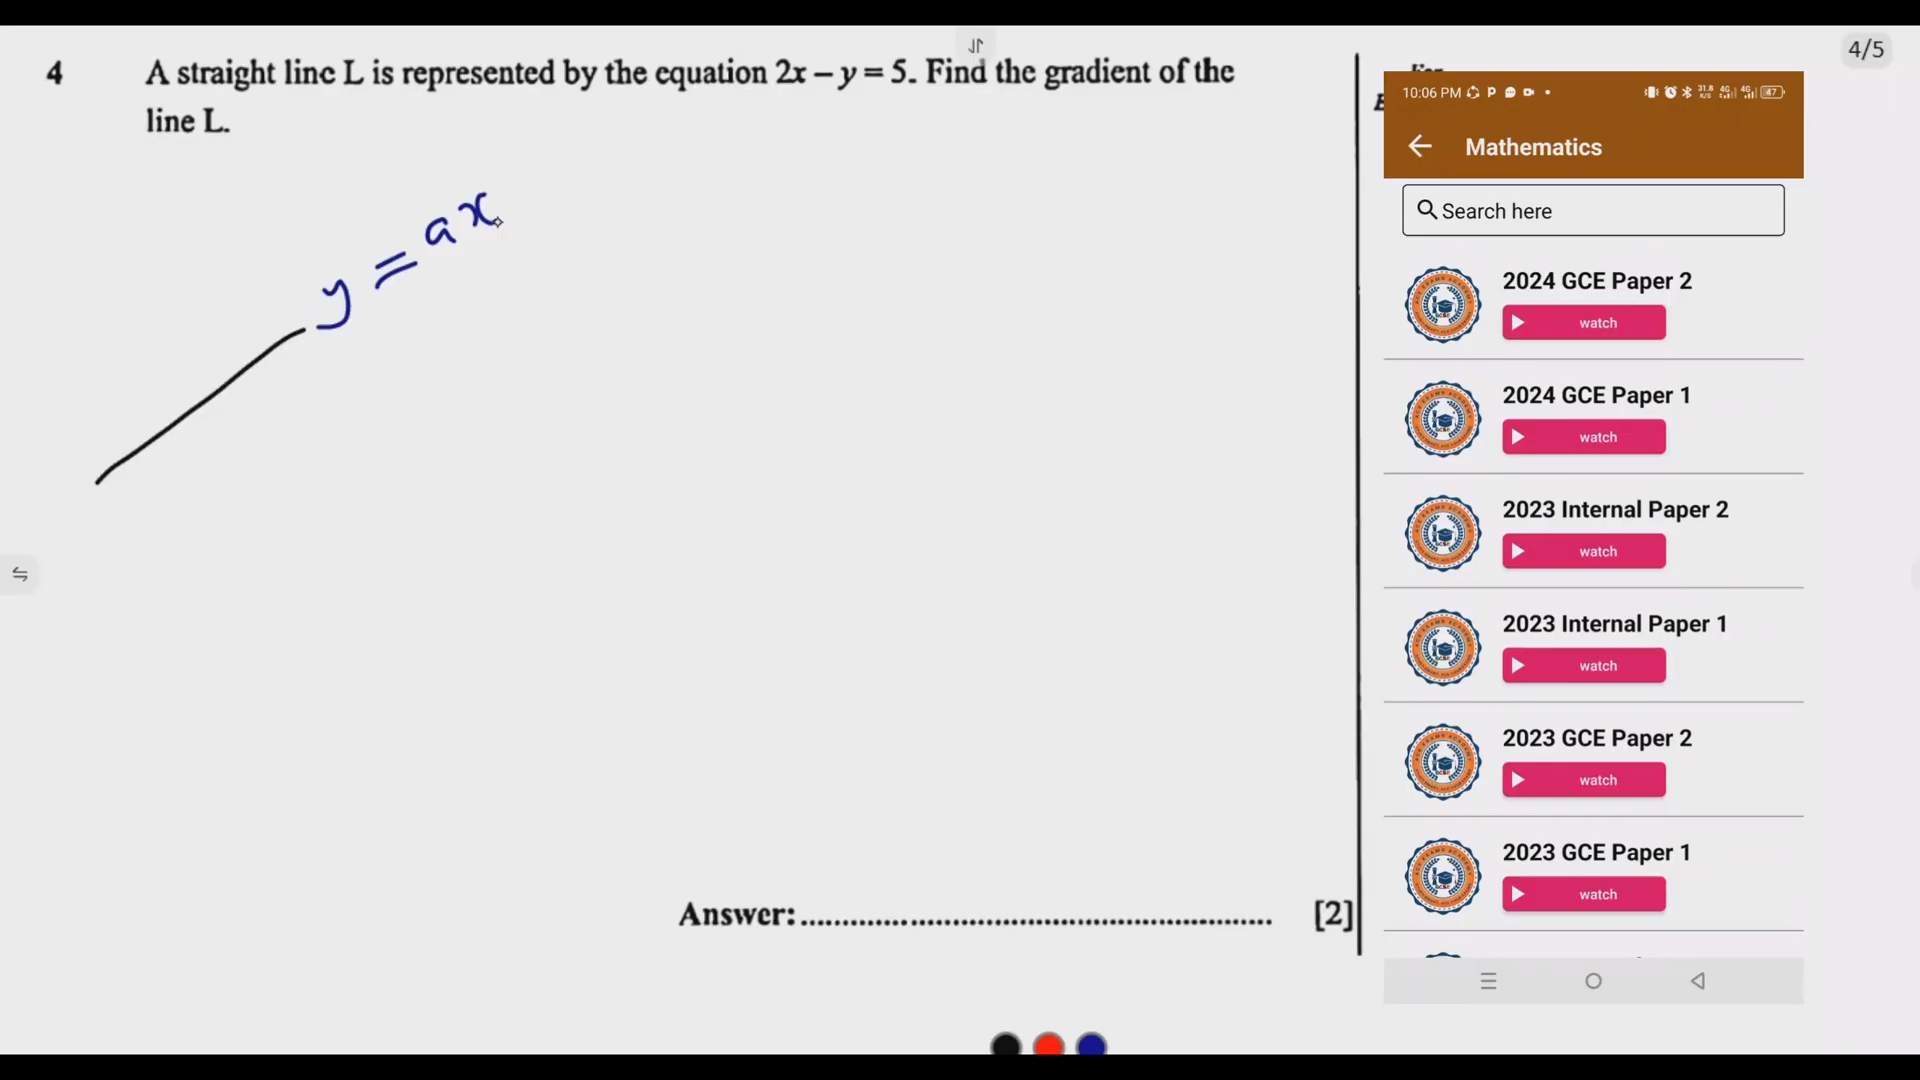 4 A straight line L is represented by the equation 2x – y = 5. Find the gradient of the
line L.
y = ax
Answer:............................................................ [2]
4/5
10:06 PM
47
Mathematics
Search here
2024 GCE Paper 2
watch
2024 GCE Paper 1
watch
2023 Internal Paper 2
watch
2023 Internal Paper 1
watch
2023 GCE Paper 2
watch
2023 GCE Paper 1
watch